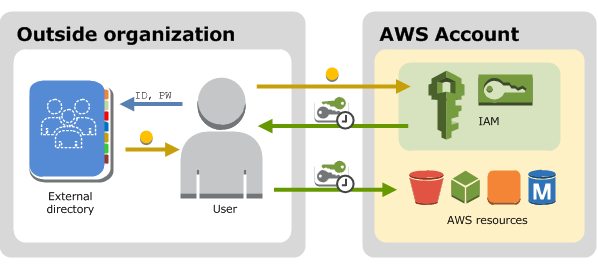 Outside organization
AWS Account
ID, PW
IAM
External
directory
User
AWS resources
M